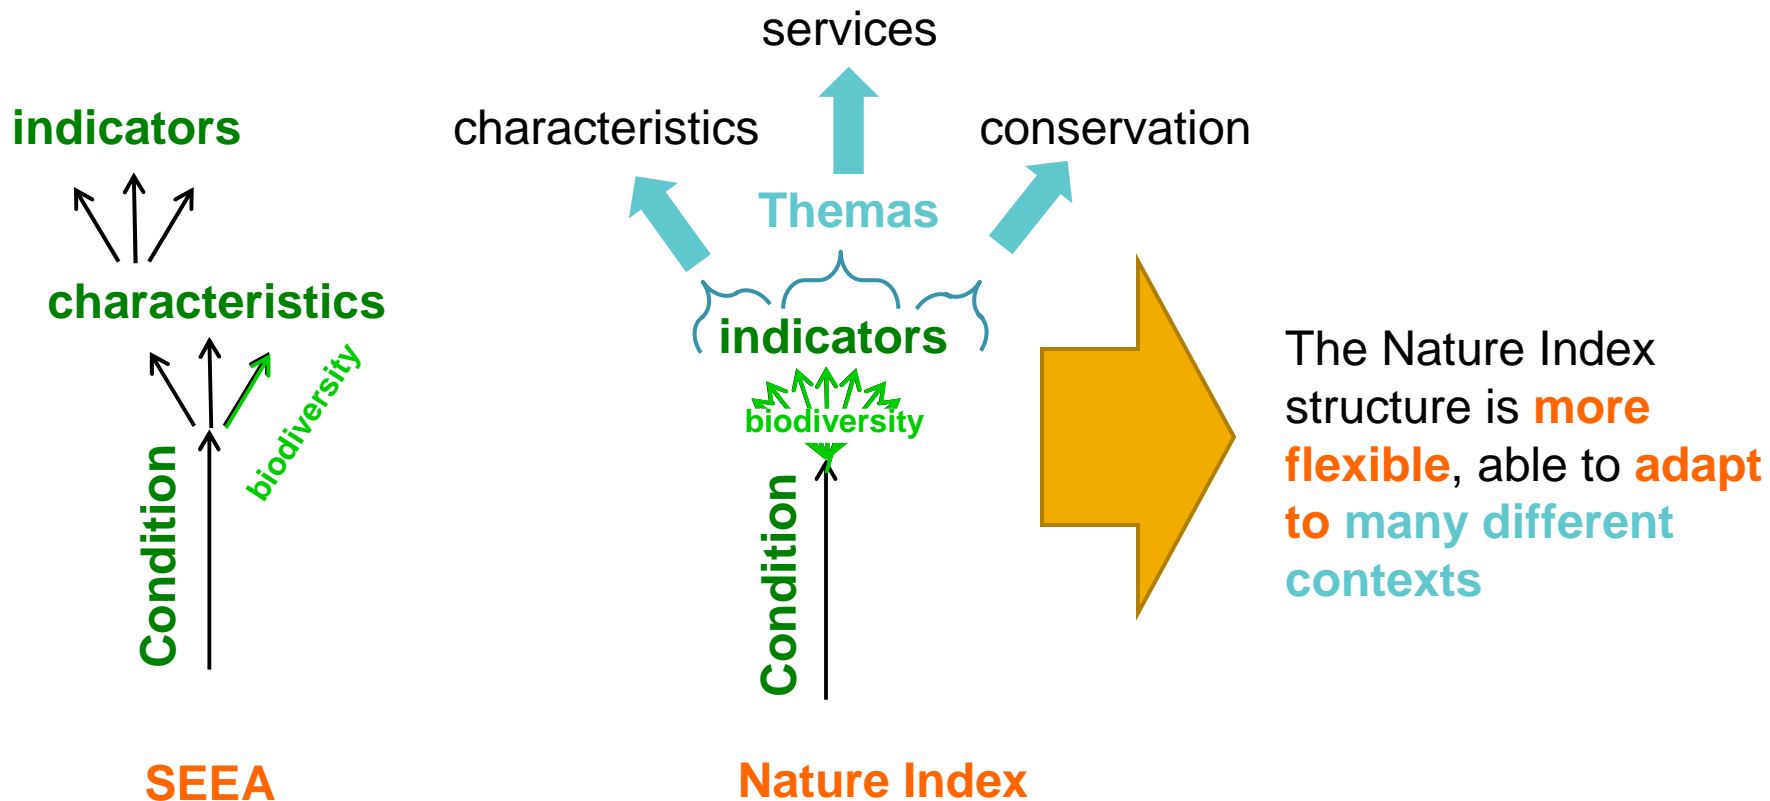 indicators
characteristics
biodiversity
Condition
SEEA
services
characteristics
conservation
Themas
indicators
biodiversity
Condition
Nature Index
The Nature Index
structure is more
flexible, able to adapt
to many different
contexts